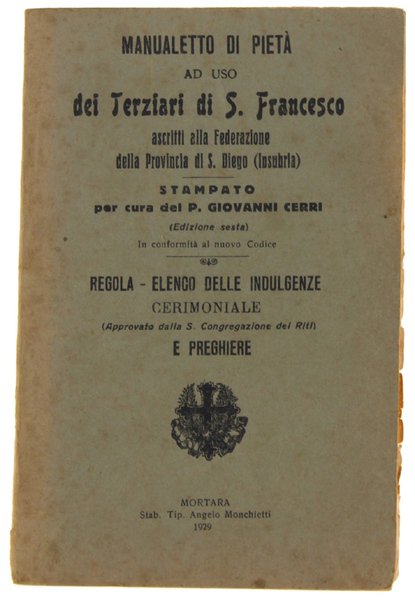 MANUALETTO DI PIETÀ
AD USO
dei Terziari di S. Francesco
ascritti alla Federazione
della Provincia di S. Diego (Insubria)
STAMPATO
per cura del P. GIOVANNI CERRI
(Edizione sesta)
In conformità al nuovo Codice
REGOLA - ELENCO DELLE INDULGENZE
CERIMONIALE
(Approvato dalla S. Congregazione dei Riti)
E PREGHIERE
MORTARA
Stab. Tip. Angelo Monchietti
1929